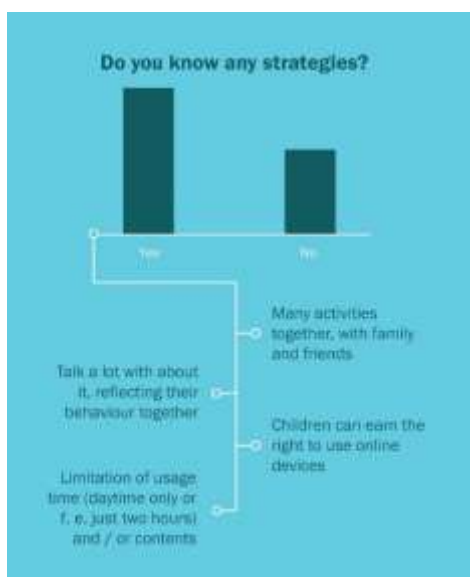 Do you know any strategies?
Yes
No
Many activities
together, with family
and friends
Talk a lot with about
it, reflecting their
behaviour together
Children can earn the
right to use online
devices
Limitation of usage
time (daytime only or
f. e. just two hours)
and / or contents